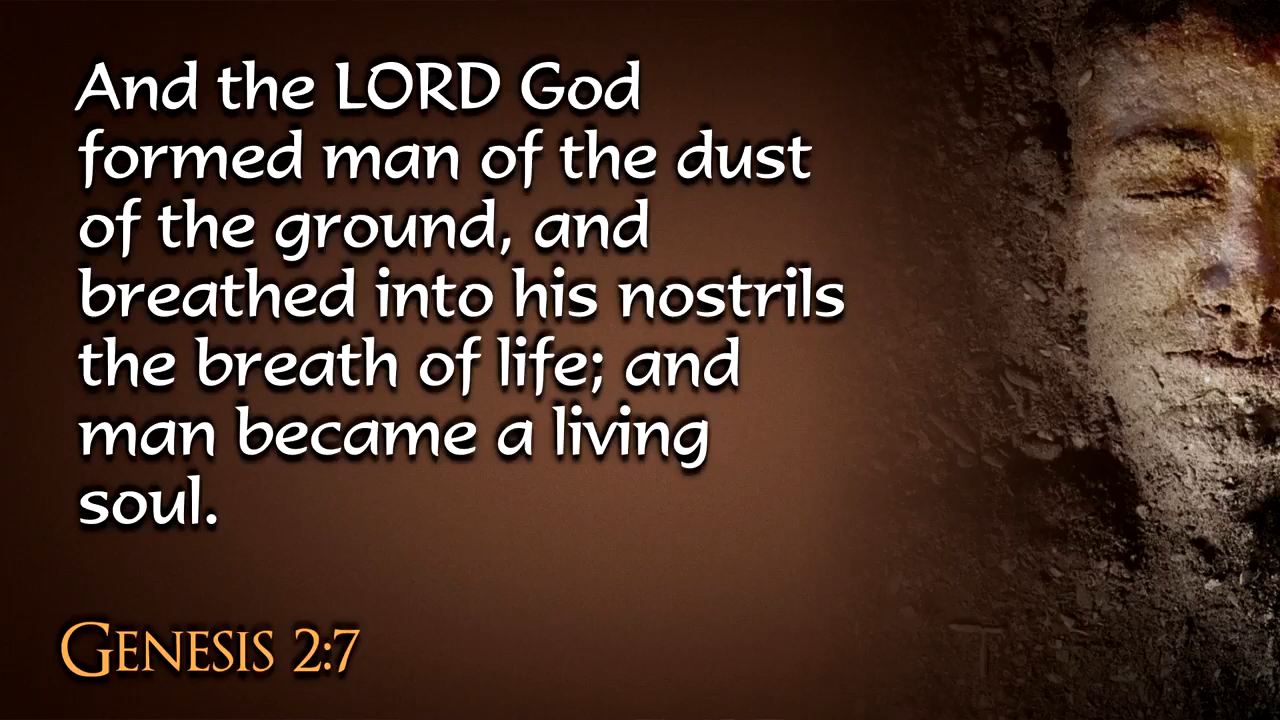 And the LORD God
formed man of the dust
of the ground, and
breathed into his nostrils
the breath of life; and
man became a living
soul.
GENESIS 2:7